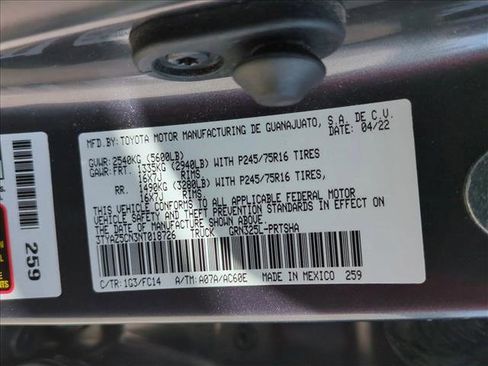 MFD.BY:TOYOTA MOTOR MANUFACTURING DE GUANAJUATO, S.A. DE C.V.
DATE: 04/22
GVWR:2540KG (5600LB)
GAWR:FRT. 1335KG (2940LB) WITH P245/75R16 TIRES,
16X7J RIMS
RR. 1490KG (3280LB) WITH P245/75R16 TIRES,
16X7J RIMS
THIS VEHICLE CONFORMS TO ALL APPLICABLE FEDERAL MOTOR
VEHICLE SAFETY AND THEFT PREVENTION STANDARDS IN EFFECT
ON THE DATE OF MANUFACTURE SHOWN ABOVE.
3TYAZ5CN3NT018726 TRUCK GRN325L-PRTSHA
C/TR:1G3/FC14 A/TM:A07A/AC60E MADE IN MEXICO 259
259